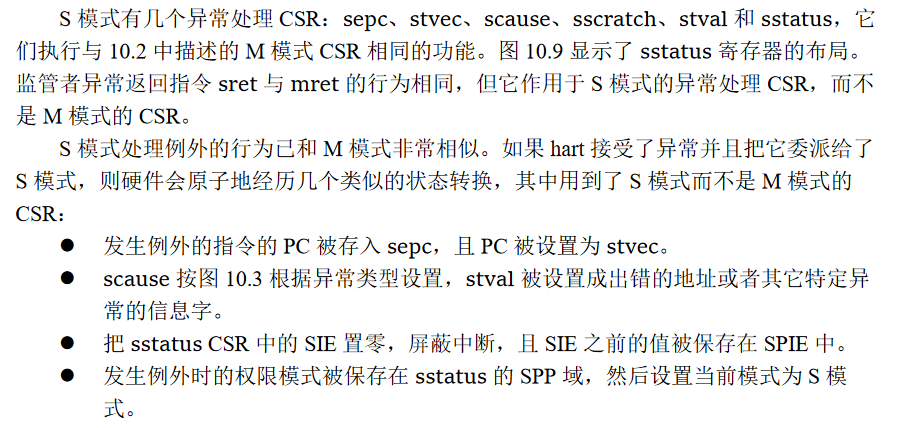 S 模式有几个异常处理 CSR：sepc、stvec、scause、sscratch、stval 和 sstatus，它
们执行与 10.2 中描述的 M 模式 CSR 相同的功能。图 10.9 显示了 sstatus 寄存器的布局。
监管者异常返回指令 sret 与 mret 的行为相同，但它作用于 S 模式的异常处理 CSR，而不
是 M 模式的 CSR。
S 模式处理例外的行为已和 M 模式非常相似。如果 hart 接受了异常并且把它委派给了
S 模式，则硬件会原子地经历几个类似的状态转换，其中用到了 S 模式而不是 M 模式的
CSR：
● 发生例外的指令的 PC 被存入 sepc，且 PC 被设置为 stvec。
● scause 按图 10.3 根据异常类型设置，stval 被设置成出错的地址或者其它特定异
常的信息字。
● 把 sstatus CSR 中的 SIE 置零，屏蔽中断，且 SIE 之前的值被保存在 SPIE 中。
● 发生例外时的权限模式被保存在 sstatus 的 SPP 域，然后设置当前模式为 S 模
式。